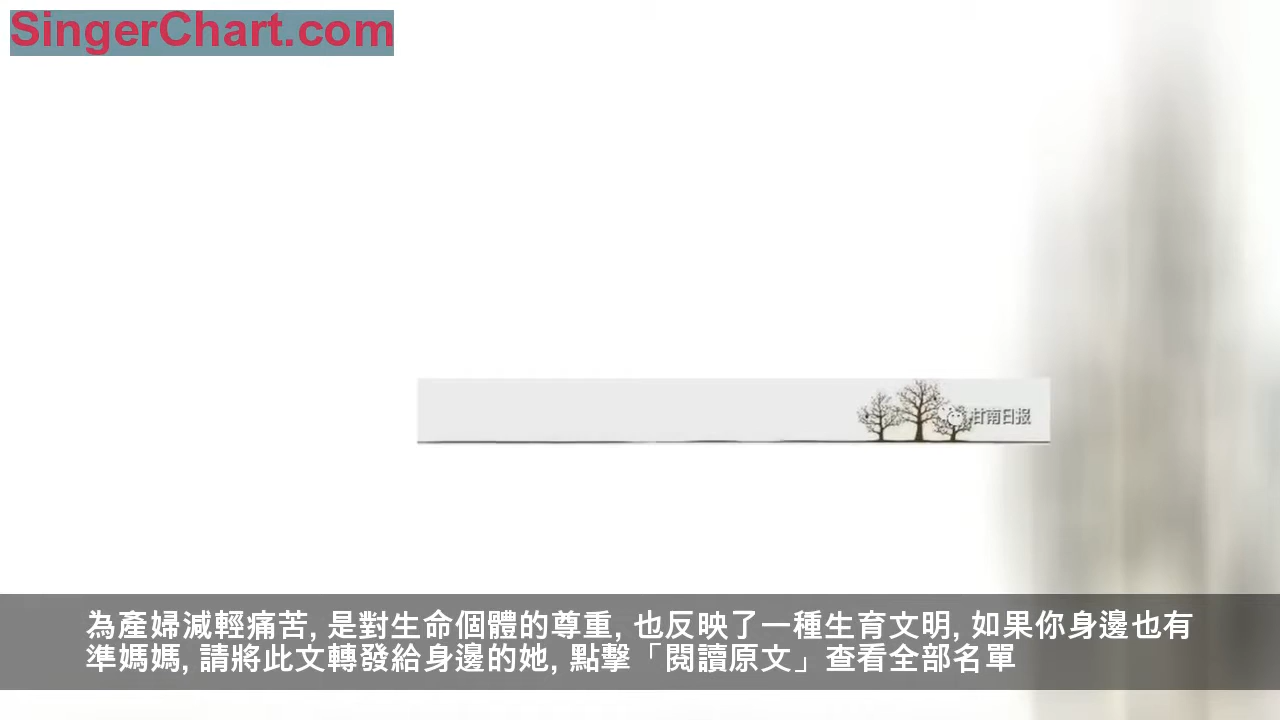 SingerChart.com
甘南日报
為產婦減輕痛苦, 是對生命個體的尊重, 也反映了一種生育文明, 如果你身邊也有
準媽媽, 請將此文轉發給身邊的她, 點擊「閱讀原文」查看全部名單